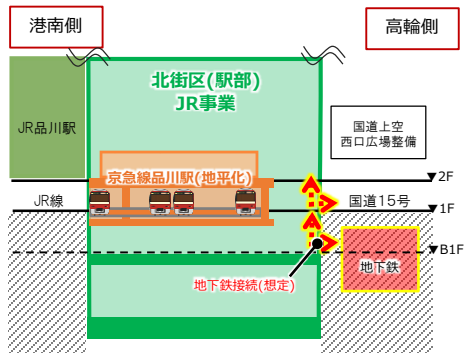 港南側
高輪側
北街区(駅部)
JR事業
JR品川駅
国道上空
西口広場整備
京急線品川駅(地平化)
▼2F
JR線
国道15号
▼1F
▼B1F
地下鉄
地下鉄接続(想定)